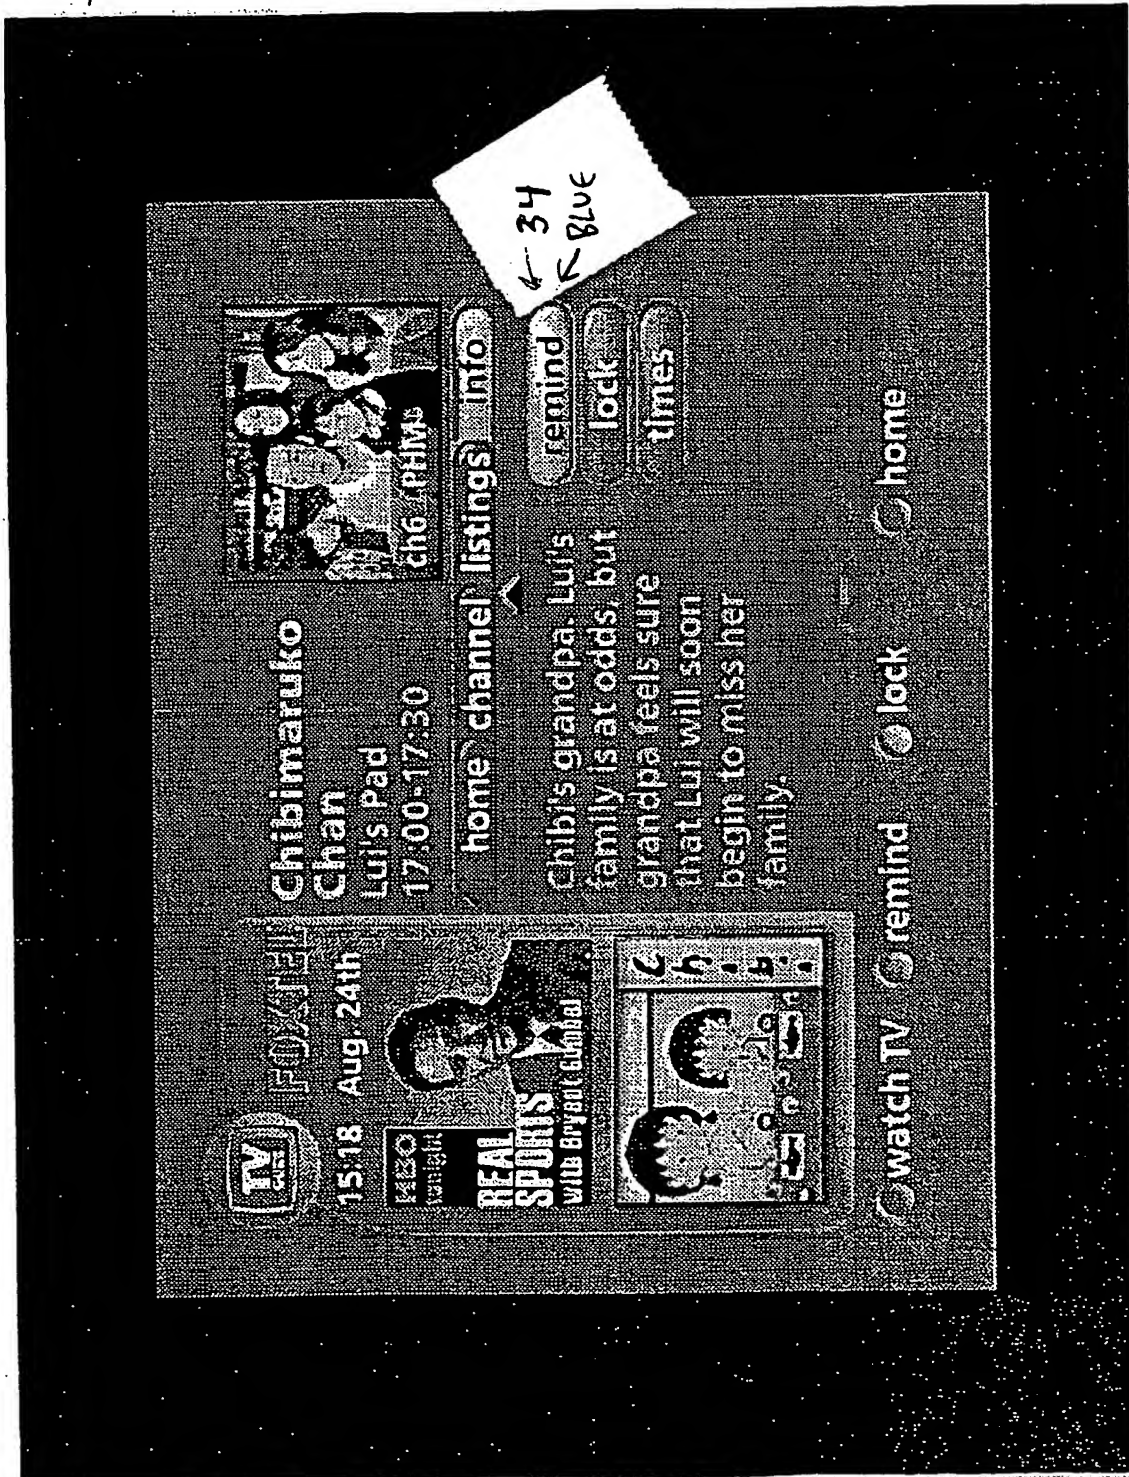 TV
GUIDE
FOXTEL
15:18 Aug. 24th
HBO
tonight
REAL
SPORTS
with Bryant Gumbel
Chibi
Chibimaruko
Chan
Lui's Pad
17:00-17:30
ch6 /PHM
home channel listings info
Chibi's grandpa. Lui's
family is at odds, but
grandpa feels sure
that Lui will soon
begin to miss her
family.
remind
lock
times
← 34
← BLUE
watch TV remind lock home